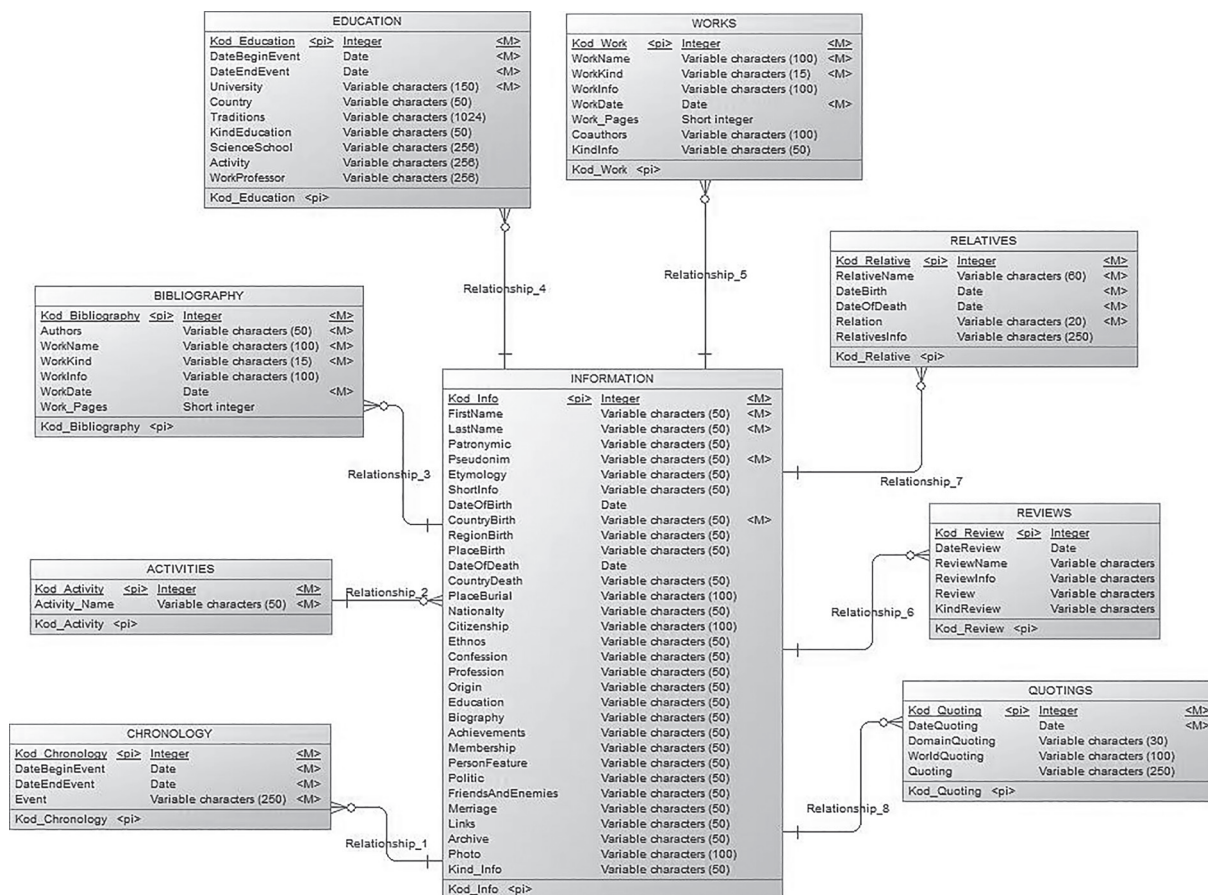 EDUCATION
Kod_Education <pi> Integer <M>
DateBeginEvent Date <M>
DateEndEvent Date <M>
University Variable characters (150) <M>
Country Variable characters (50)
Traditions Variable characters (1024)
KindEducation Variable characters (50)
ScienceSchool Variable characters (256)
Activity Variable characters (256)
WorkProfessor Variable characters (256)
Kod_Education <pi>
WORKS
Kod_Work <pi> Integer <M>
WorkName Variable characters (100) <M>
WorkKind Variable characters (15) <M>
WorkInfo Variable characters (100)
WorkDate Date <M>
Work_Pages Short integer
Coauthors Variable characters (100)
KindInfo Variable characters (50)
Kod_Work <pi>
RELATIVES
Kod_Relative <pi> Integer <M>
RelativeName Variable characters (60) <M>
DateBirth Date <M>
DateOfDeath Date <M>
Relation Variable characters (20) <M>
RelativesInfo Variable characters (250)
Kod_Relative <pi>
Relationship_4
Relationship_5
BIBLIOGRAPHY
Kod_Bibliography <pi> Integer <M>
Authors Variable characters (50) <M>
WorkName Variable characters (100) <M>
WorkKind Variable characters (15) <M>
WorkInfo Variable characters (100)
WorkDate Date <M>
Work_Pages Short integer
Kod_Bibliography <pi>
Relationship_3
INFORMATION
Kod_Info <pi> Integer <M>
FirstName Variable characters (50) <M>
LastName Variable characters (50) <M>
Patronymic Variable characters (50)
Pseudonim Variable characters (50) <M>
Etymology Variable characters (50)
ShortInfo Variable characters (50)
DateOfBirth Date
CountryBirth Variable characters (50) <M>
RegionBirth Variable characters (50)
PlaceBirth Variable characters (50)
DateOfDeath Date
CountryDeath Variable characters (50)
PlaceBurial Variable characters (100)
Nationalty Variable characters (50)
Citizenship Variable characters (100)
Ethnos Variable characters (50)
Confession Variable characters (50)
Profession Variable characters (50)
Origin Variable characters (50)
Education Variable characters (50)
Biography Variable characters (50)
Achievements Variable characters (50)
Membership Variable characters (50)
PersonFeature Variable characters (50)
Politic Variable characters (50)
FriendsAndEnemies Variable characters (50)
Merriage Variable characters (50)
Links Variable characters (50)
Archive Variable characters (50)
Photo Variable characters (100)
Kind_Info Variable characters (50)
Kod_Info <pi>
Relationship_7
REVIEWS
Kod_Review <pi> Integer
DateReview Date
ReviewName Variable characters
ReviewInfo Variable characters
Review Variable characters
KindReview Variable characters
Kod_Review <pi>
Relationship_6
ACTIVITIES
Kod_Activity <pi> Integer <M>
Activity_Name Variable characters (50) <M>
Kod_Activity <pi>
Relationship_2
QUOTINGS
Kod_Quoting <pi> Integer <M>
DateQuoting Date <M>
DomainQuoting Variable characters (30)
WorldQuoting Variable characters (100)
Quoting Variable characters (250)
Kod_Quoting <pi>
Relationship_8
CHRONOLOGY
Kod_Chronology <pi> Integer <M>
DateBeginEvent Date <M>
DateEndEvent Date <M>
Event Variable characters (250) <M>
Kod_Chronology <pi>
Relationship_1